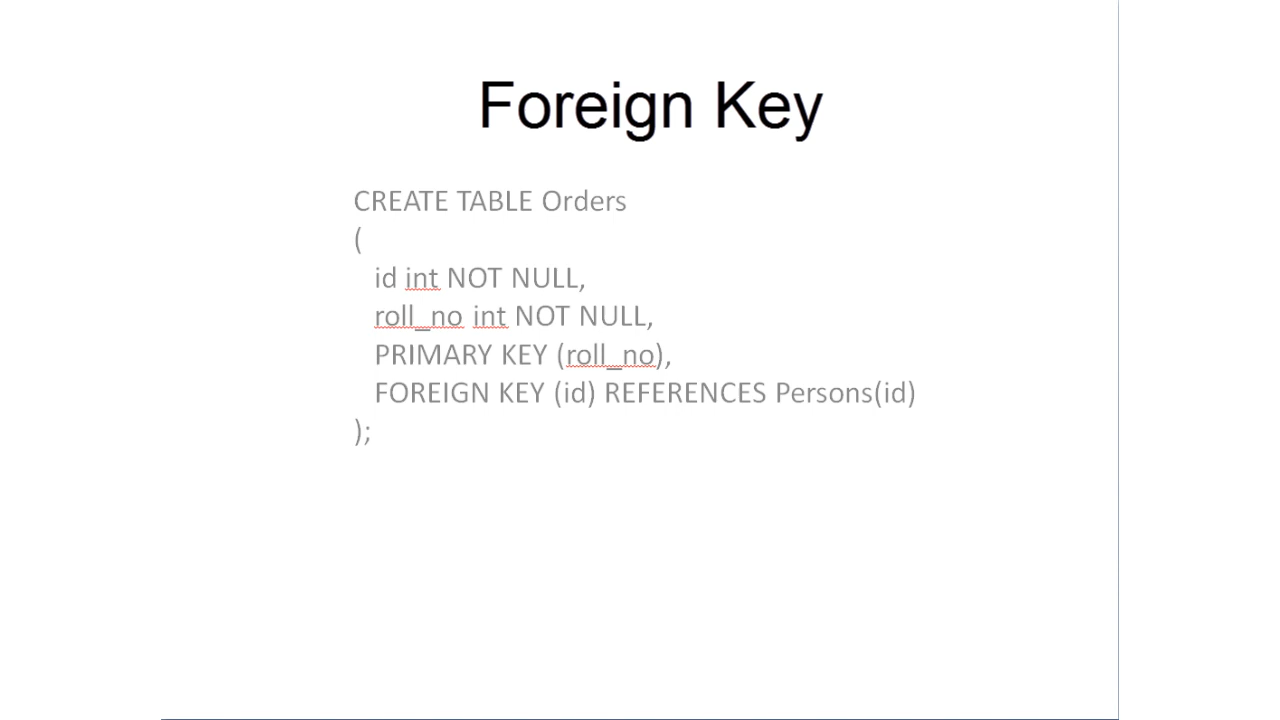 Foreign Key
CREATE TABLE Orders
(
id int NOT NULL,
roll_no int NOT NULL,
PRIMARY KEY (roll_no),
FOREIGN KEY (id) REFERENCES Persons(id)
);